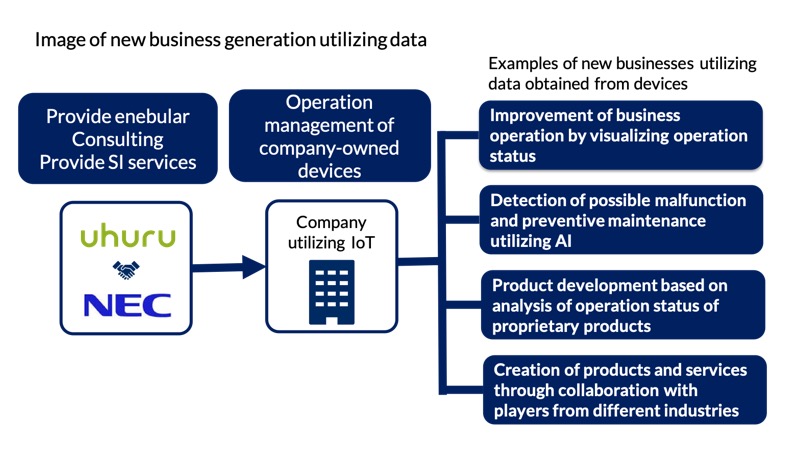 Image of new business generation utilizing data
Provide enebular
Consulting
Provide SI services
Operation
management of
company-owned
devices
uhuru
NEC
Company
utilizing IoT
Examples of new businesses utilizing
data obtained from devices
Improvement of business
operation by visualizing operation
status
Detection of possible malfunction
and preventive maintenance
utilizing AI
Product development based on
analysis of operation status of
proprietary products
Creation of products and services
through collaboration with
players from different industries